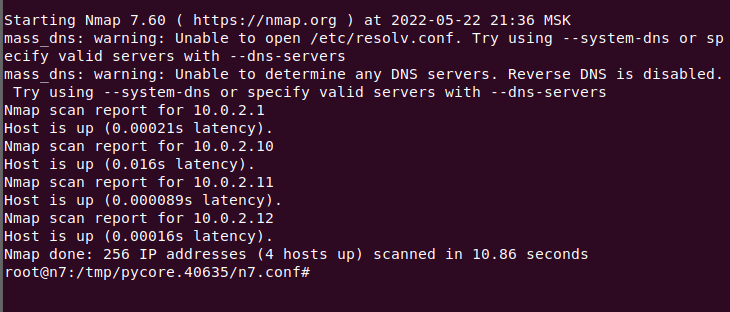 Starting Nmap 7.60 ( https://nmap.org ) at 2022-05-22 21:36 MSK
mass_dns: warning: Unable to open /etc/resolv.conf. Try using --system-dns or sp
ecify valid servers with --dns-servers
mass_dns: warning: Unable to determine any DNS servers. Reverse DNS is disabled.
 Try using --system-dns or specify valid servers with --dns-servers
Nmap scan report for 10.0.2.1
Host is up (0.00021s latency).
Nmap scan report for 10.0.2.10
Host is up (0.016s latency).
Nmap scan report for 10.0.2.11
Host is up (0.000089s latency).
Nmap scan report for 10.0.2.12
Host is up (0.00016s latency).
Nmap done: 256 IP addresses (4 hosts up) scanned in 10.86 seconds
root@n7:/tmp/pycore.40635/n7.conf#